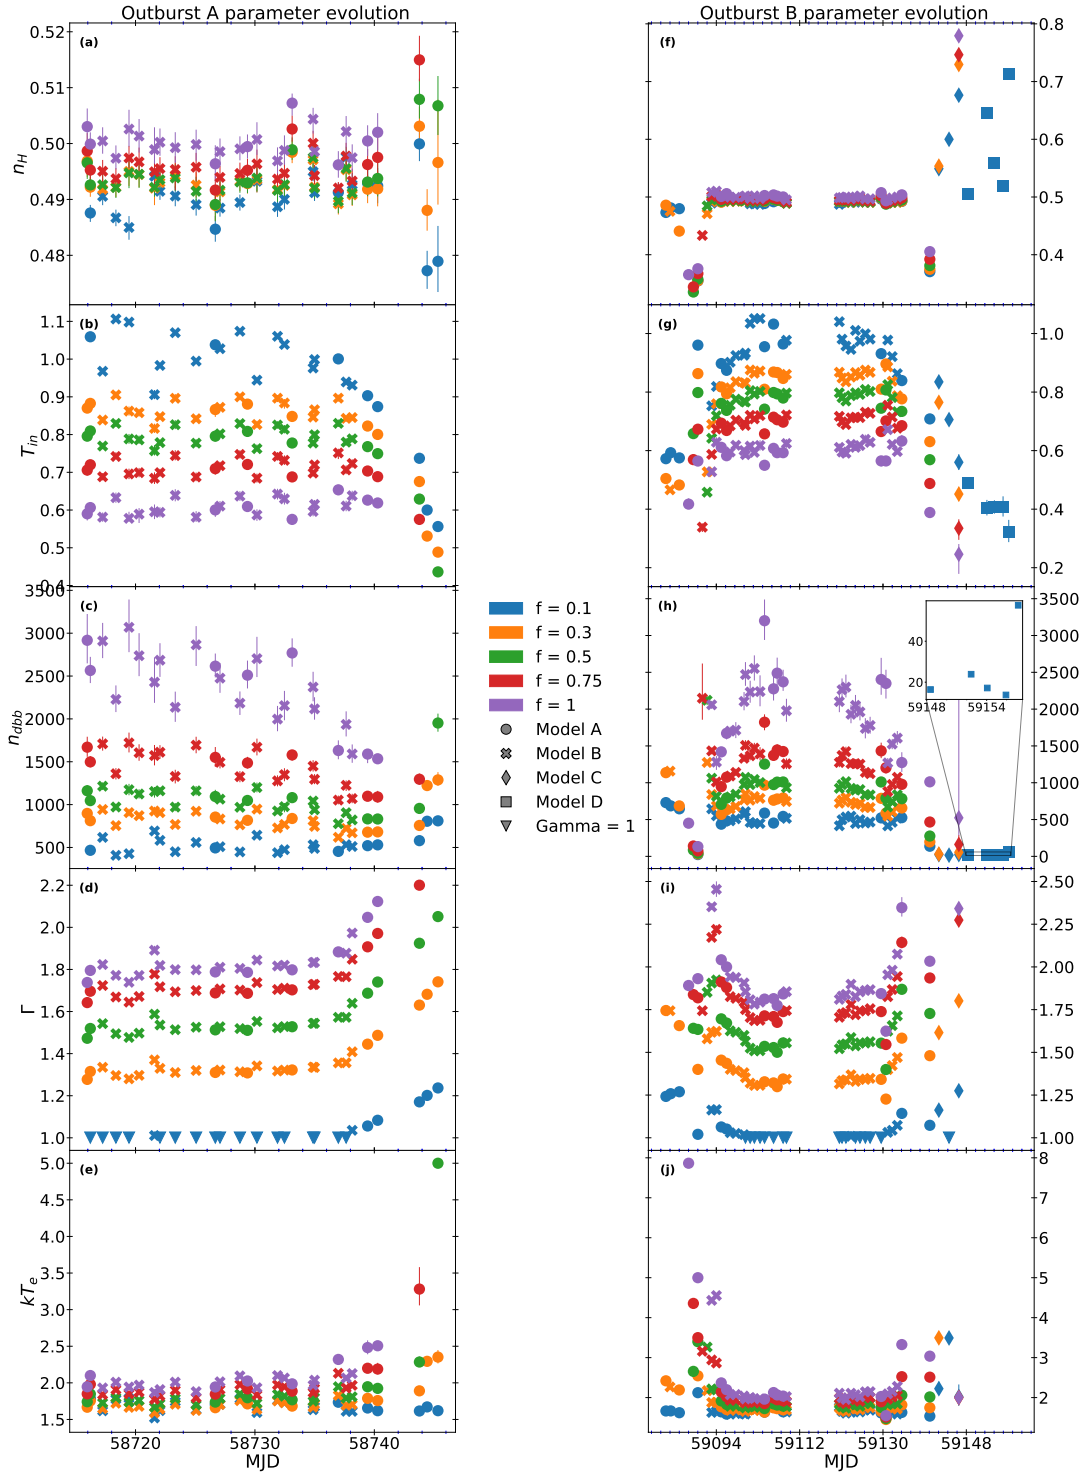 Outburst A parameter evolution
Outburst B parameter evolution
(a)
0.52
0.51
0.50
0.49
0.48
n_H
(f)
0.8
0.7
0.6
0.5
0.4
(b)
1.1
1.0
0.9
0.8
0.7
0.6
0.5
0.4
T_in
(g)
1.0
0.8
0.6
0.4
0.2
(c)
3500
3000
2500
2000
1500
1000
500
n_dbb
f = 0.1
f = 0.3
f = 0.5
f = 0.75
f = 1
Model A
Model B
Model C
Model D
Gamma = 1
(h)
3500
3000
2500
2000
1500
1000
500
0
40
20
59148
59154
(d)
2.2
2.0
1.8
1.6
1.4
1.2
1.0
Γ
(i)
2.50
2.25
2.00
1.75
1.50
1.25
1.00
(e)
5.0
4.5
4.0
3.5
3.0
2.5
2.0
1.5
kT_e
58720
58730
58740
MJD
(j)
8
7
6
5
4
3
2
59094
59112
59130
59148
MJD